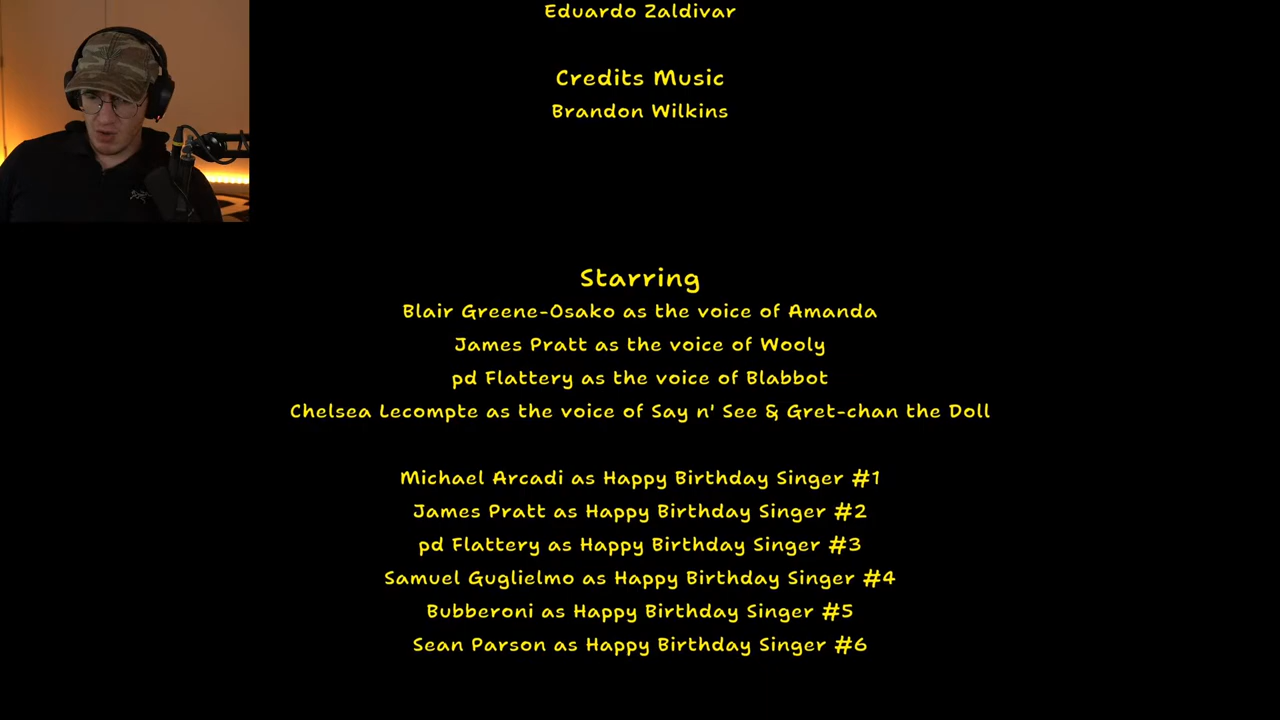 Eduardo Zaldivar
Credits Music
Brandon Wilkins
Starring
Blair Greene-Osako as the voice of Amanda
James Pratt as the voice of Wooly
pd Flattery as the voice of Blabbot
Chelsea Lecompte as the voice of Say n' See & Gret-chan the Doll
Michael Arcadi as Happy Birthday Singer #1
James Pratt as Happy Birthday Singer #2
pd Flattery as Happy Birthday Singer #3
Samuel Guglielmo as Happy Birthday Singer #4
Bubberoni as Happy Birthday Singer #5
Sean Parson as Happy Birthday Singer #6